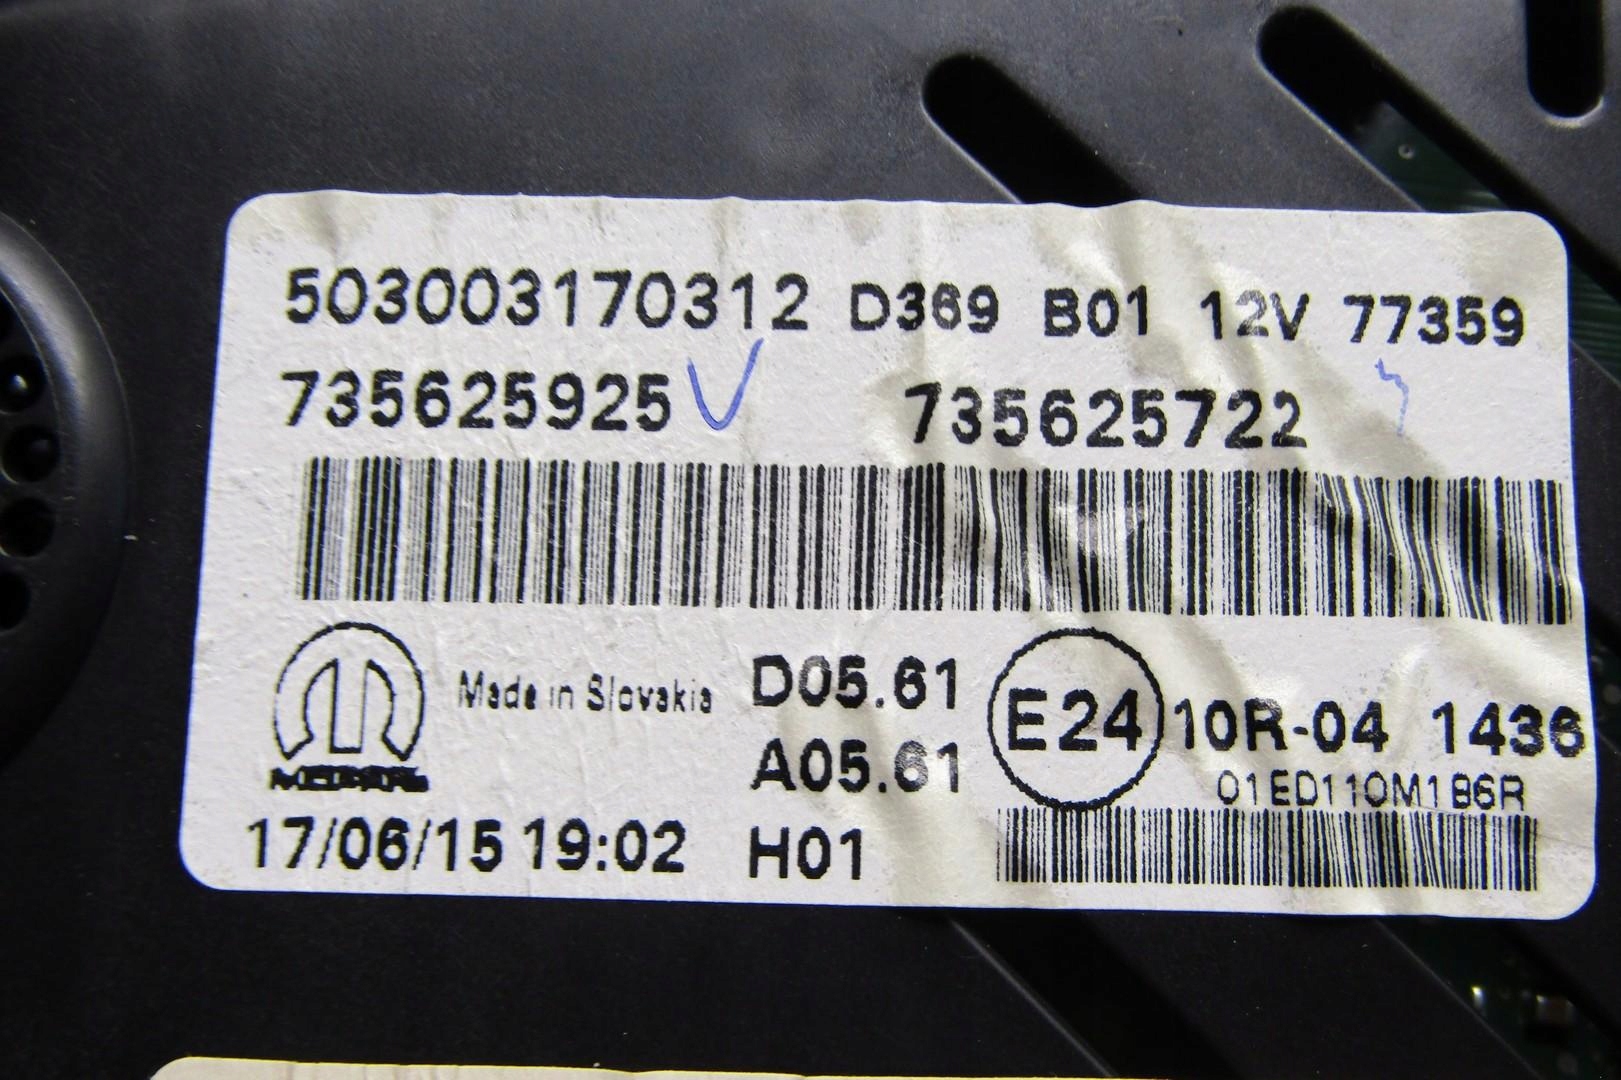 503003170312 D369 B01 12V 77359
735625925 735625722
Made in Slovakia D05.61
E24 10R-04 1436
A05.61
01ED110M1B6R
17/06/15 19:02 H01